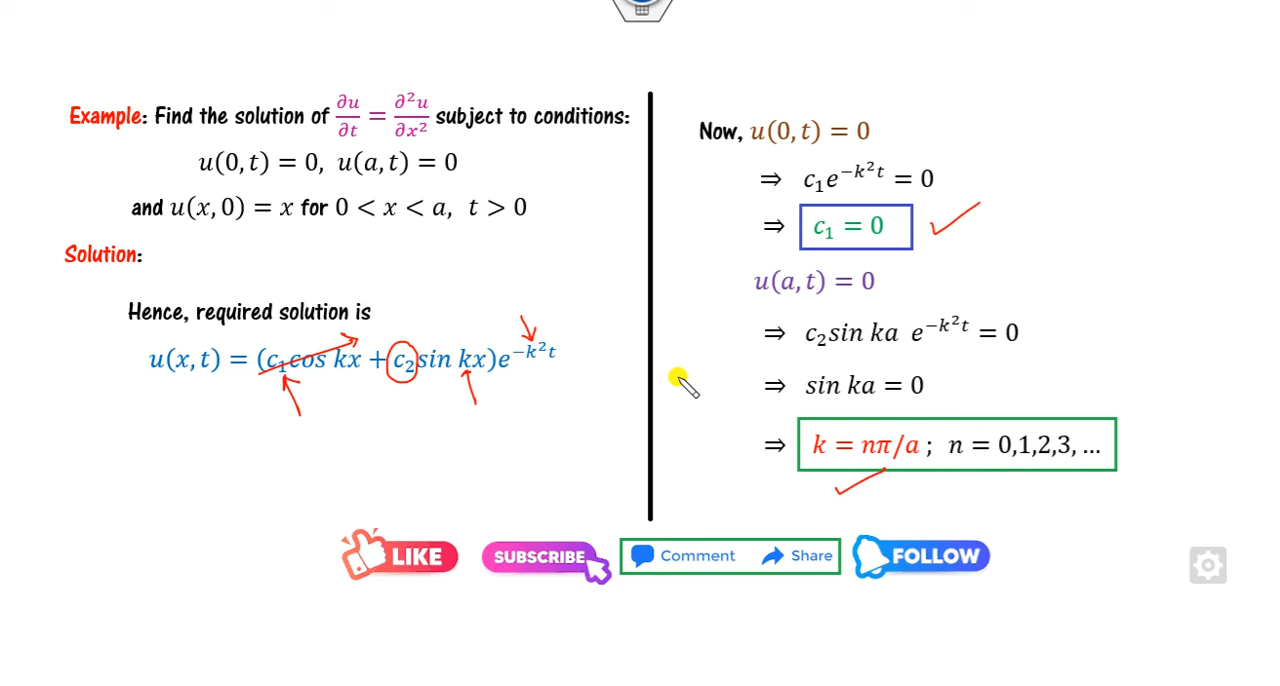 Example: Find the solution of ∂u/∂t = ∂²u/∂x² subject to conditions:
u(0, t) = 0, u(a, t) = 0
and u(x, 0) = x for 0 < x < a, t > 0
Solution:
Hence, required solution is
u(x, t) = (c₁cos kx + c₂sin kx)e^(−k²t)
Now, u(0, t) = 0
⇒ c₁e^(−k²t) = 0
⇒ c₁ = 0
u(a, t) = 0
⇒ c₂sin ka e^(−k²t) = 0
⇒ sin ka = 0
⇒ k = nπ/a ; n = 0,1,2,3, …
LIKE
SUBSCRIBE
Comment Share
FOLLOW